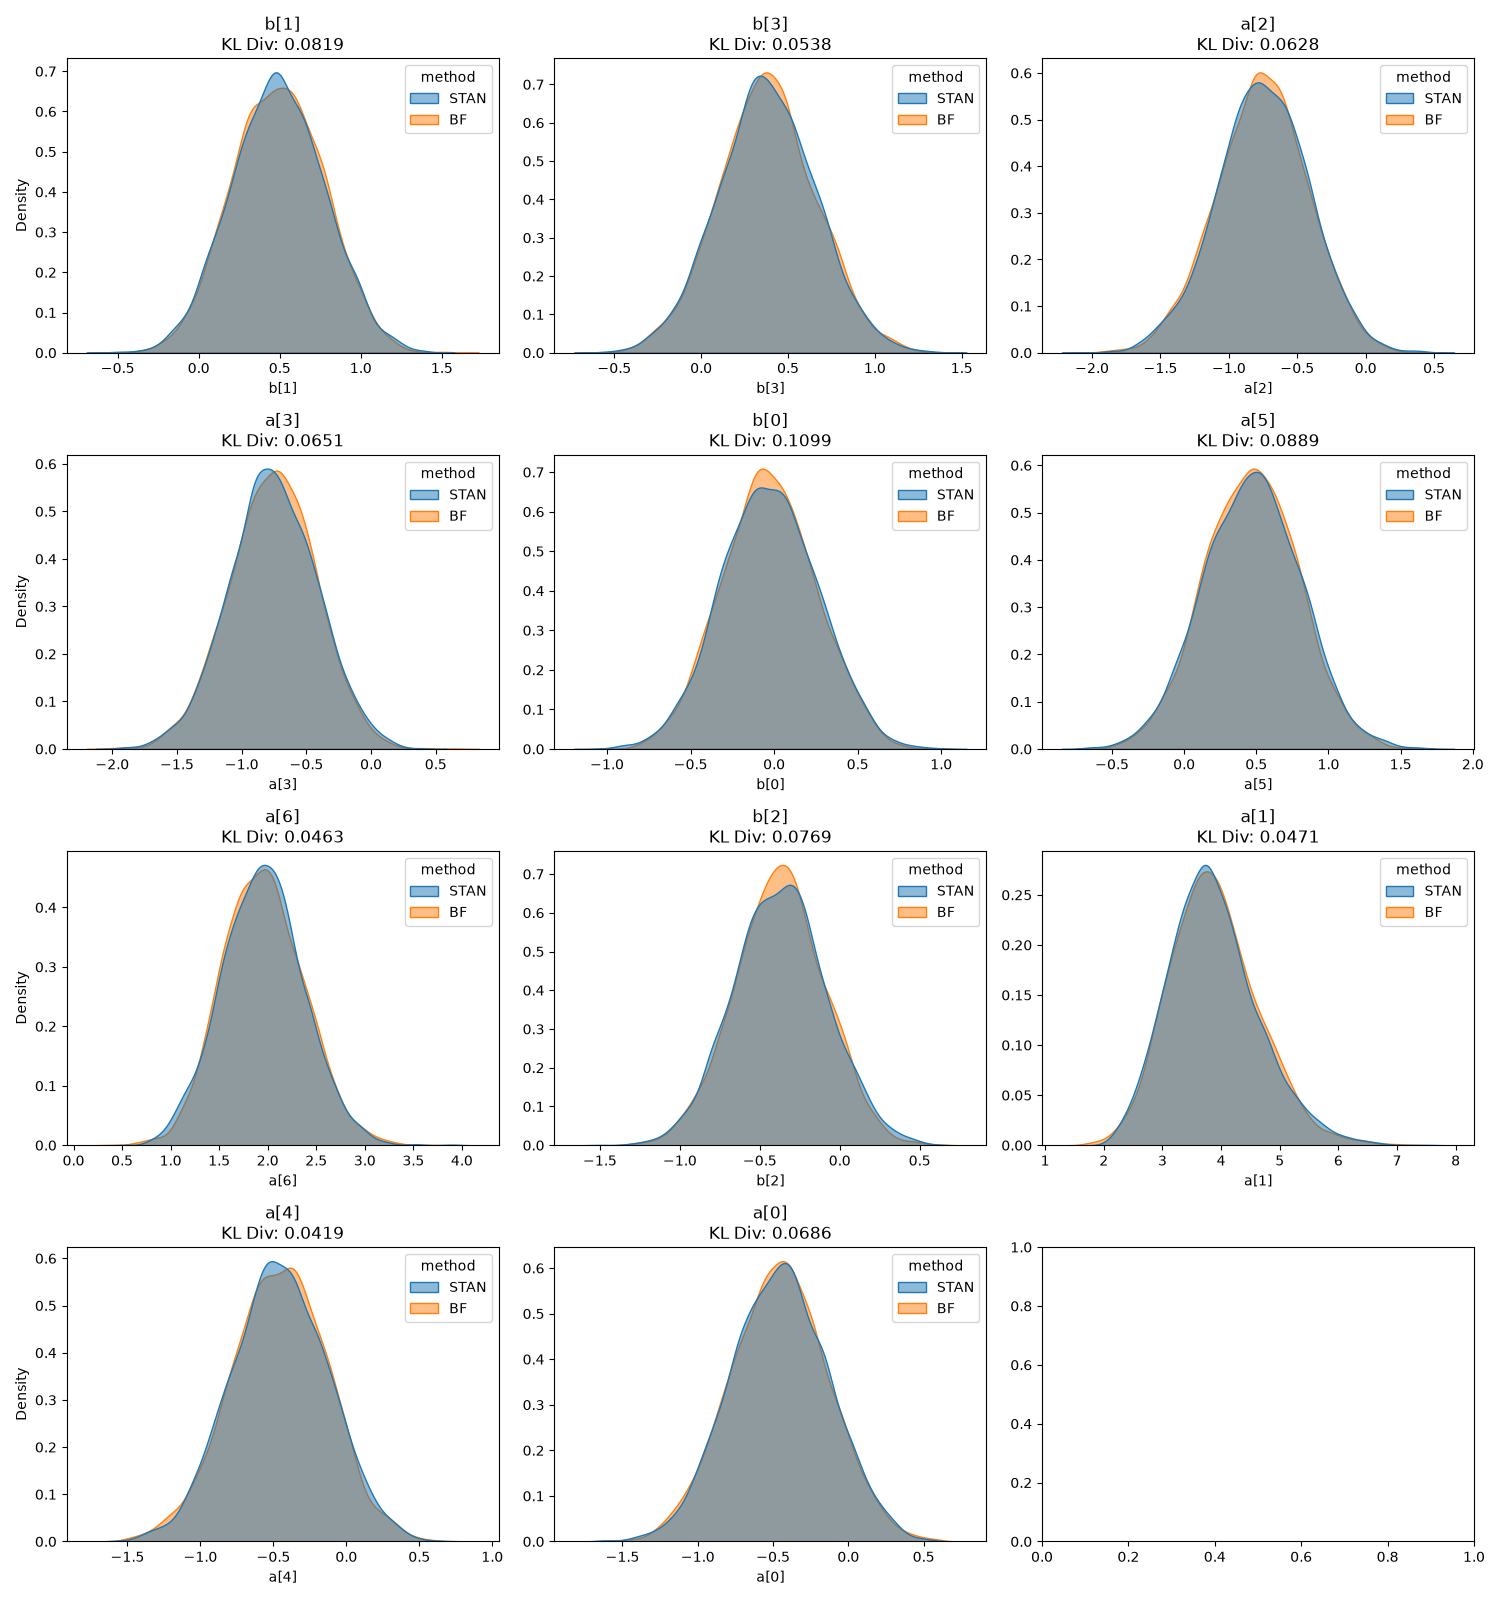 b[1]
KL Div: 0.0819
0.7
0.6
0.5
0.4
0.3
0.2
0.1
0.0
Density
method
STAN
BF
−0.5 0.0 0.5 1.0 1.5
b[1]
b[3]
KL Div: 0.0538
0.7
0.6
0.5
0.4
0.3
0.2
0.1
0.0
method
STAN
BF
−0.5 0.0 0.5 1.0 1.5
b[3]
a[2]
KL Div: 0.0628
0.6
0.5
0.4
0.3
0.2
0.1
0.0
method
STAN
BF
−2.0 −1.5 −1.0 −0.5 0.0 0.5
a[2]
a[3]
KL Div: 0.0651
0.6
0.5
0.4
0.3
0.2
0.1
0.0
Density
method
STAN
BF
−2.0 −1.5 −1.0 −0.5 0.0 0.5
a[3]
b[0]
KL Div: 0.1099
0.7
0.6
0.5
0.4
0.3
0.2
0.1
0.0
method
STAN
BF
−1.0 −0.5 0.0 0.5 1.0
b[0]
a[5]
KL Div: 0.0889
0.6
0.5
0.4
0.3
0.2
0.1
0.0
method
STAN
BF
−0.5 0.0 0.5 1.0 1.5 2.0
a[5]
a[6]
KL Div: 0.0463
0.4
0.3
0.2
0.1
0.0
Density
method
STAN
BF
0.0 0.5 1.0 1.5 2.0 2.5 3.0 3.5 4.0
a[6]
b[2]
KL Div: 0.0769
0.7
0.6
0.5
0.4
0.3
0.2
0.1
0.0
method
STAN
BF
−1.5 −1.0 −0.5 0.0 0.5
b[2]
a[1]
KL Div: 0.0471
0.25
0.20
0.15
0.10
0.05
0.00
method
STAN
BF
1 2 3 4 5 6 7 8
a[1]
a[4]
KL Div: 0.0419
0.6
0.5
0.4
0.3
0.2
0.1
0.0
Density
method
STAN
BF
−1.5 −1.0 −0.5 0.0 0.5 1.0
a[4]
a[0]
KL Div: 0.0686
0.6
0.5
0.4
0.3
0.2
0.1
0.0
method
STAN
BF
−1.5 −1.0 −0.5 0.0 0.5
a[0]
1.0
0.8
0.6
0.4
0.2
0.0
0.0 0.2 0.4 0.6 0.8 1.0